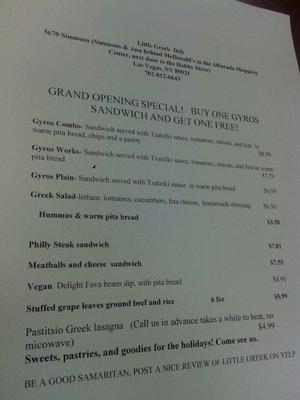 Little Greek Deli
5670 Simmons (Simmons & Ann behind McDonald's in the Alborada Shopping
Center, next door to the Hobby Store)
Las Vegas, NV 89031
702-812-6643
GRAND OPENING SPECIAL! BUY ONE GYROS
SANDWICH AND GET ONE FREE!
Gyros Combo- Sandwich served with Tzatziki sauce, tomatoes, onions, and feta in
warm pita bread, chips and a pastry
$8.99
Gyros Works- Sandwich served with Tzatziki sauce, tomatoes, onions, and feta in warm
pita bread
$7.79
Gyros Plain- Sandwich served with Tzatziki sauce in warm pita bread
$6.95
Greek Salad-lettuce, tomatoes, cucumbers, feta cheese, homemade dressing
$6.50
Hummus & warm pita bread
$3.50
Philly Steak sandwich $7.81
Meatballs and cheese sandwich $7.55
Vegan Delight Fava beans dip, with pita bread $4.95
Stuffed grape leaves ground beef and rice 6 for $5.99
Pastitsio Greek lasagna (Call us in advance takes a while to heat, no
micowave) $4.99
Sweets, pastries, and goodies for the holidays! Come see us.
BE A GOOD SAMARITAN, POST A NICE REVIEW OF LITTLE GREEK ON YELP